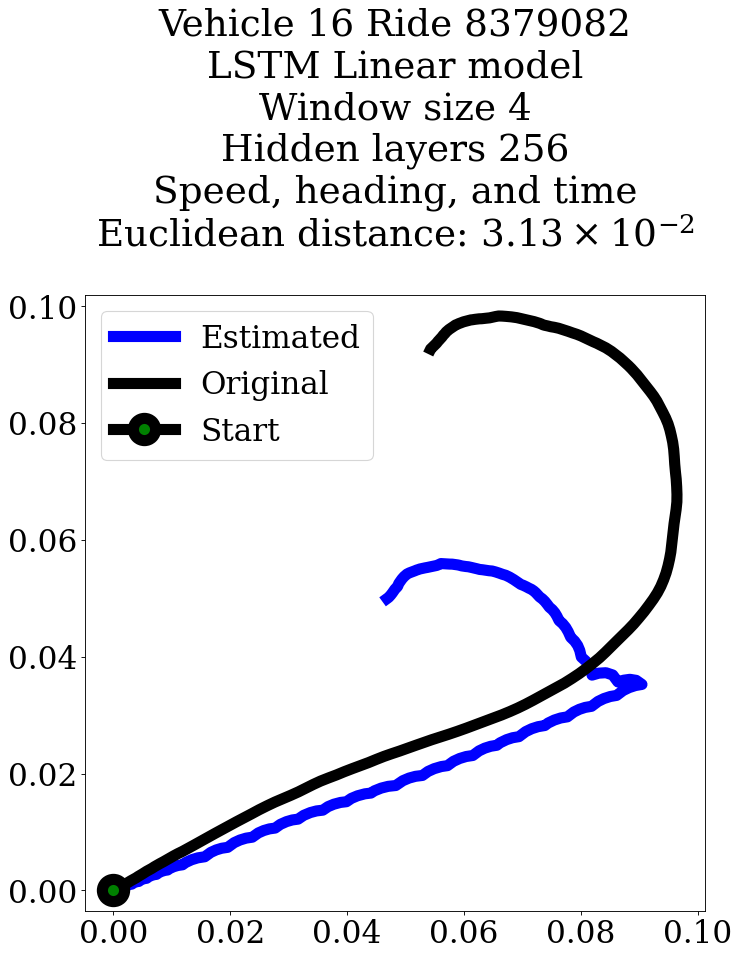 Vehicle 16 Ride 8379082
LSTM Linear model
Window size 4
Hidden layers 256
Speed, heading, and time
Euclidean distance: 3.13 × 10⁻²
0.10
Estimated
Original
Start
0.08
0.06
0.04
0.02
0.00
0.00 0.02 0.04 0.06 0.08 0.10